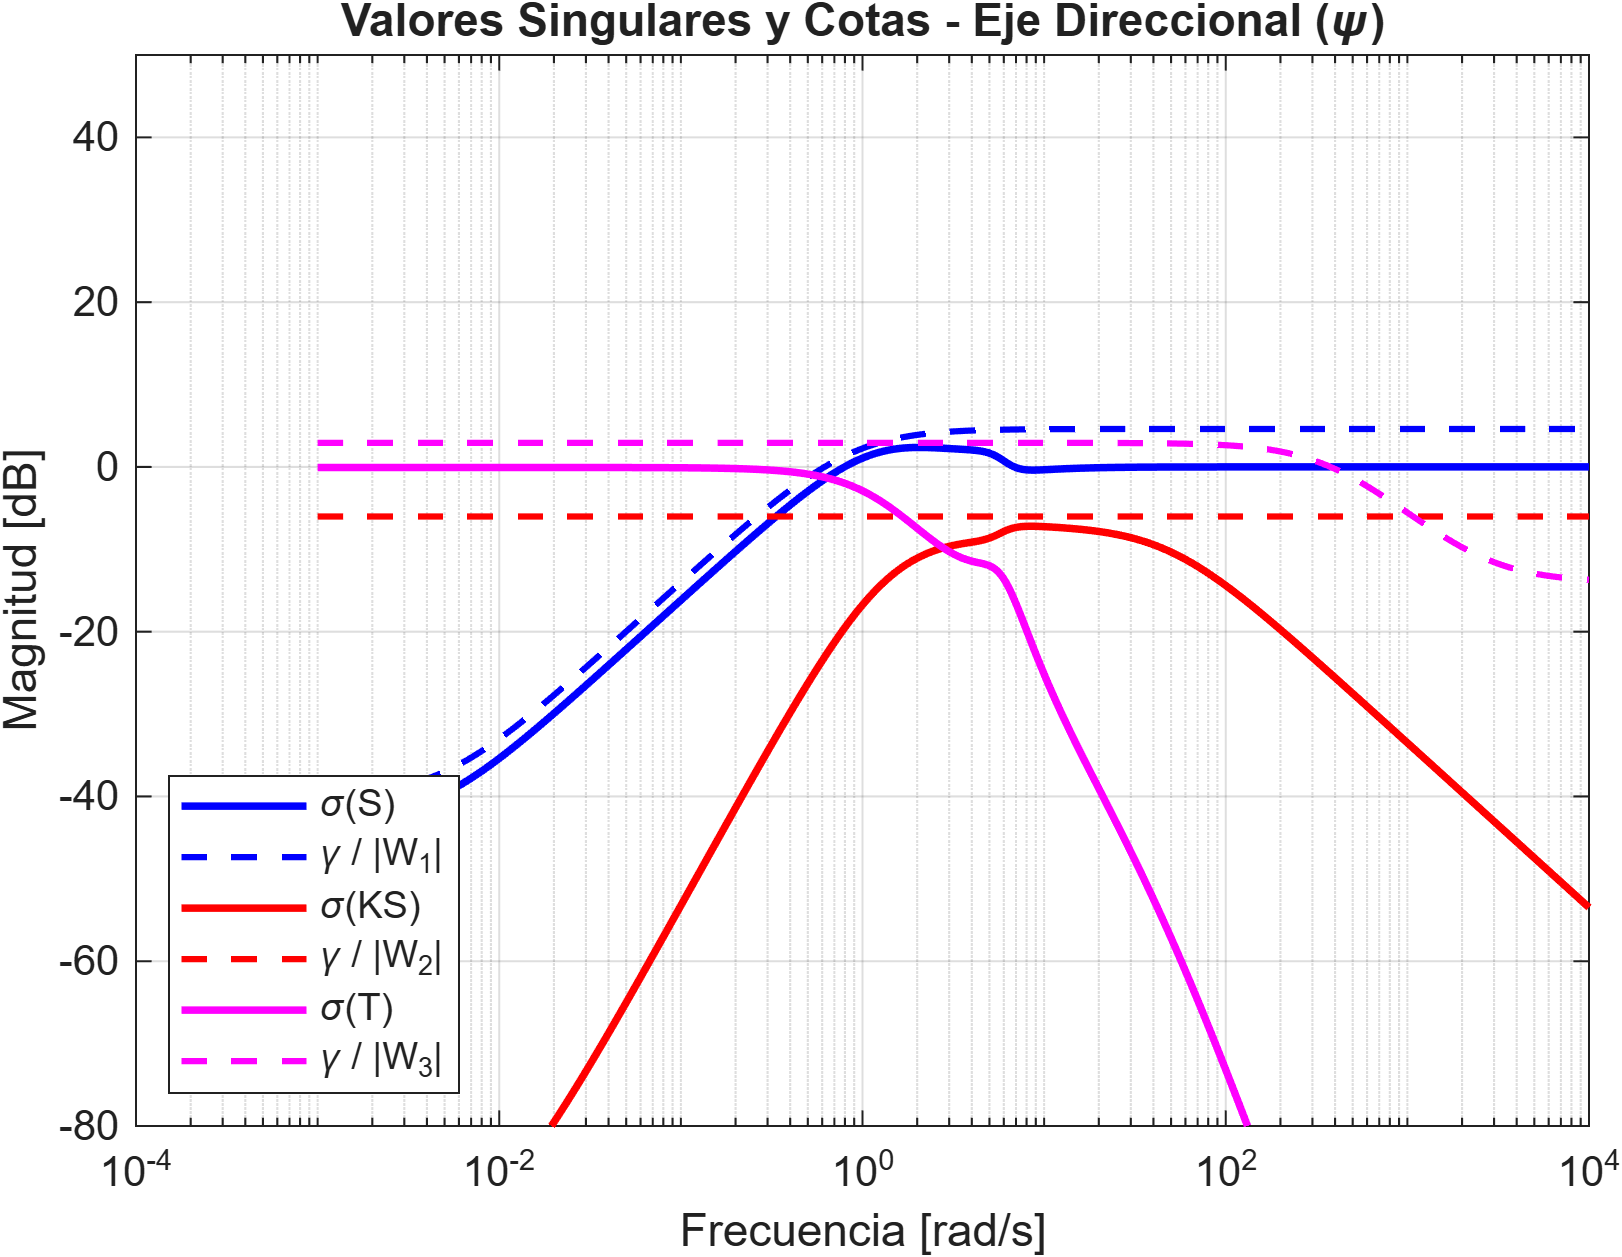 Valores Singulares y Cotas - Eje Direccional (ψ)
Magnitud [dB]
40
20
0
-20
-40
-60
-80
σ(S)
γ / |W₁|
σ(KS)
γ / |W₂|
σ(T)
γ / |W₃|
10⁻⁴
10⁻²
10⁰
10²
10⁴
Frecuencia [rad/s]